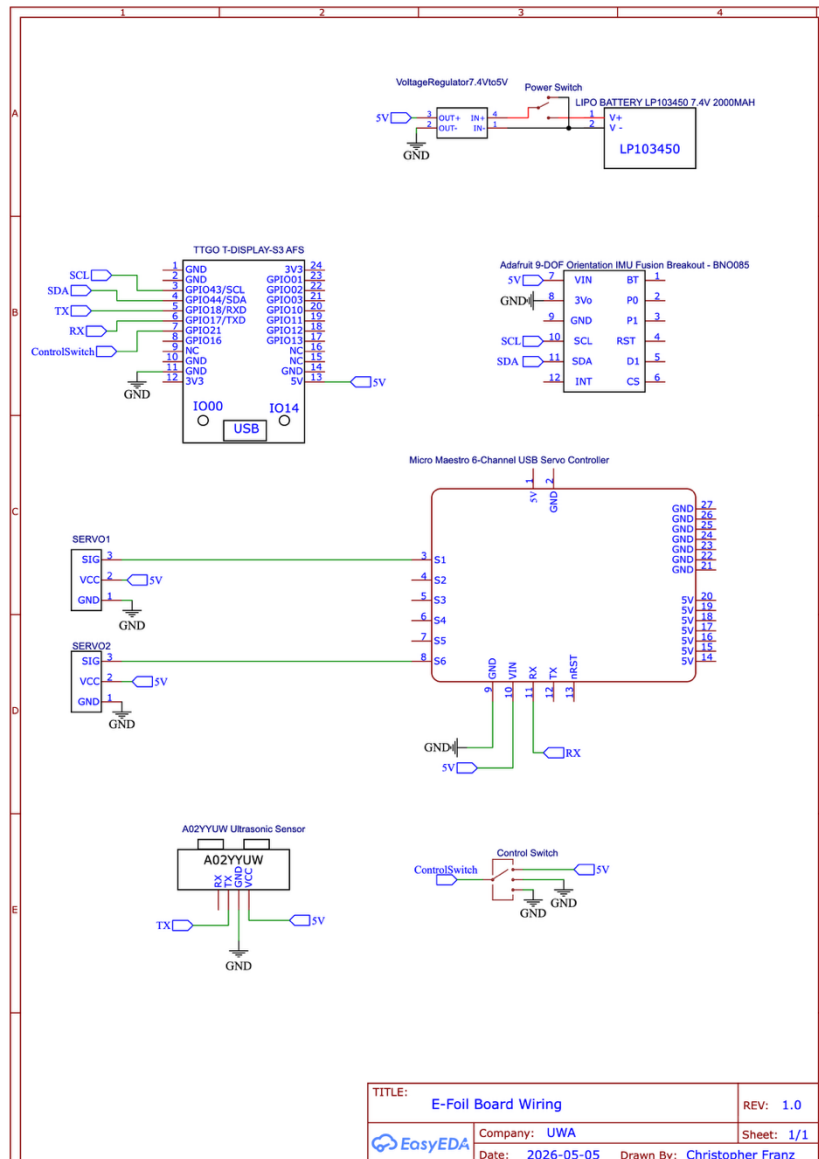 1 2 3 4
A
VoltageRegulator7.4Vto5V
Power Switch
LIPO BATTERY LP103450 7.4V 2000MAH
5V 3 OUT+ IN+ 4 1 V+
2 OUT- IN- 1 2 V -
GND
LP103450
B
TTGO T-DISPLAY-S3 AFS
1 GND 3V3 24
2 GND GPIO01 23
SCL 3 GPIO43/SCL GPIO02 22
SDA 4 GPIO44/SDA GPIO03 21
TX 5 GPIO18/RXD GPIO10 20
6 GPIO17/TXD GPIO11 19
RX 7 GPIO21 GPIO12 18
8 GPIO16 GPIO13 17
ControlSwitch 9 NC NC 16
10 GND NC 15
11 GND GND 14
12 3V3 5V 13 5V
GND
IO00 IO14
USB
Adafruit 9-DOF Orientation IMU Fusion Breakout - BNO085
5V 7 VIN BT 1
GND 8 3Vo P0 2
9 GND P1 3
SCL 10 SCL RST 4
SDA 11 SDA D1 5
12 INT CS 6
C
Micro Maestro 6-Channel USB Servo Controller
1 2
5V GND
GND 27
GND 26
GND 25
GND 24
GND 23
GND 22
GND 21
3 S1
4 S2
5 S3
6 S4
7 S5
8 S6
5V 20
5V 19
5V 18
5V 17
5V 16
5V 15
5V 14
GND VIN RX TX nRST
9 10 11 12 13
GND
5V
RX
SERVO1
SIG 3
VCC 2 5V
GND 1
GND
SERVO2
SIG 3
VCC 2 5V
GND 1
GND
D
A02YYUW Ultrasonic Sensor
A02YYUW
RX TX GND VCC
TX
5V
GND
E
Control Switch
ControlSwitch
5V
GND
GND
TITLE:
E-Foil Board Wiring
REV: 1.0
EasyEDA
Company: UWA
Sheet: 1/1
Date: 2026-05-05 Drawn By: Christopher Franz